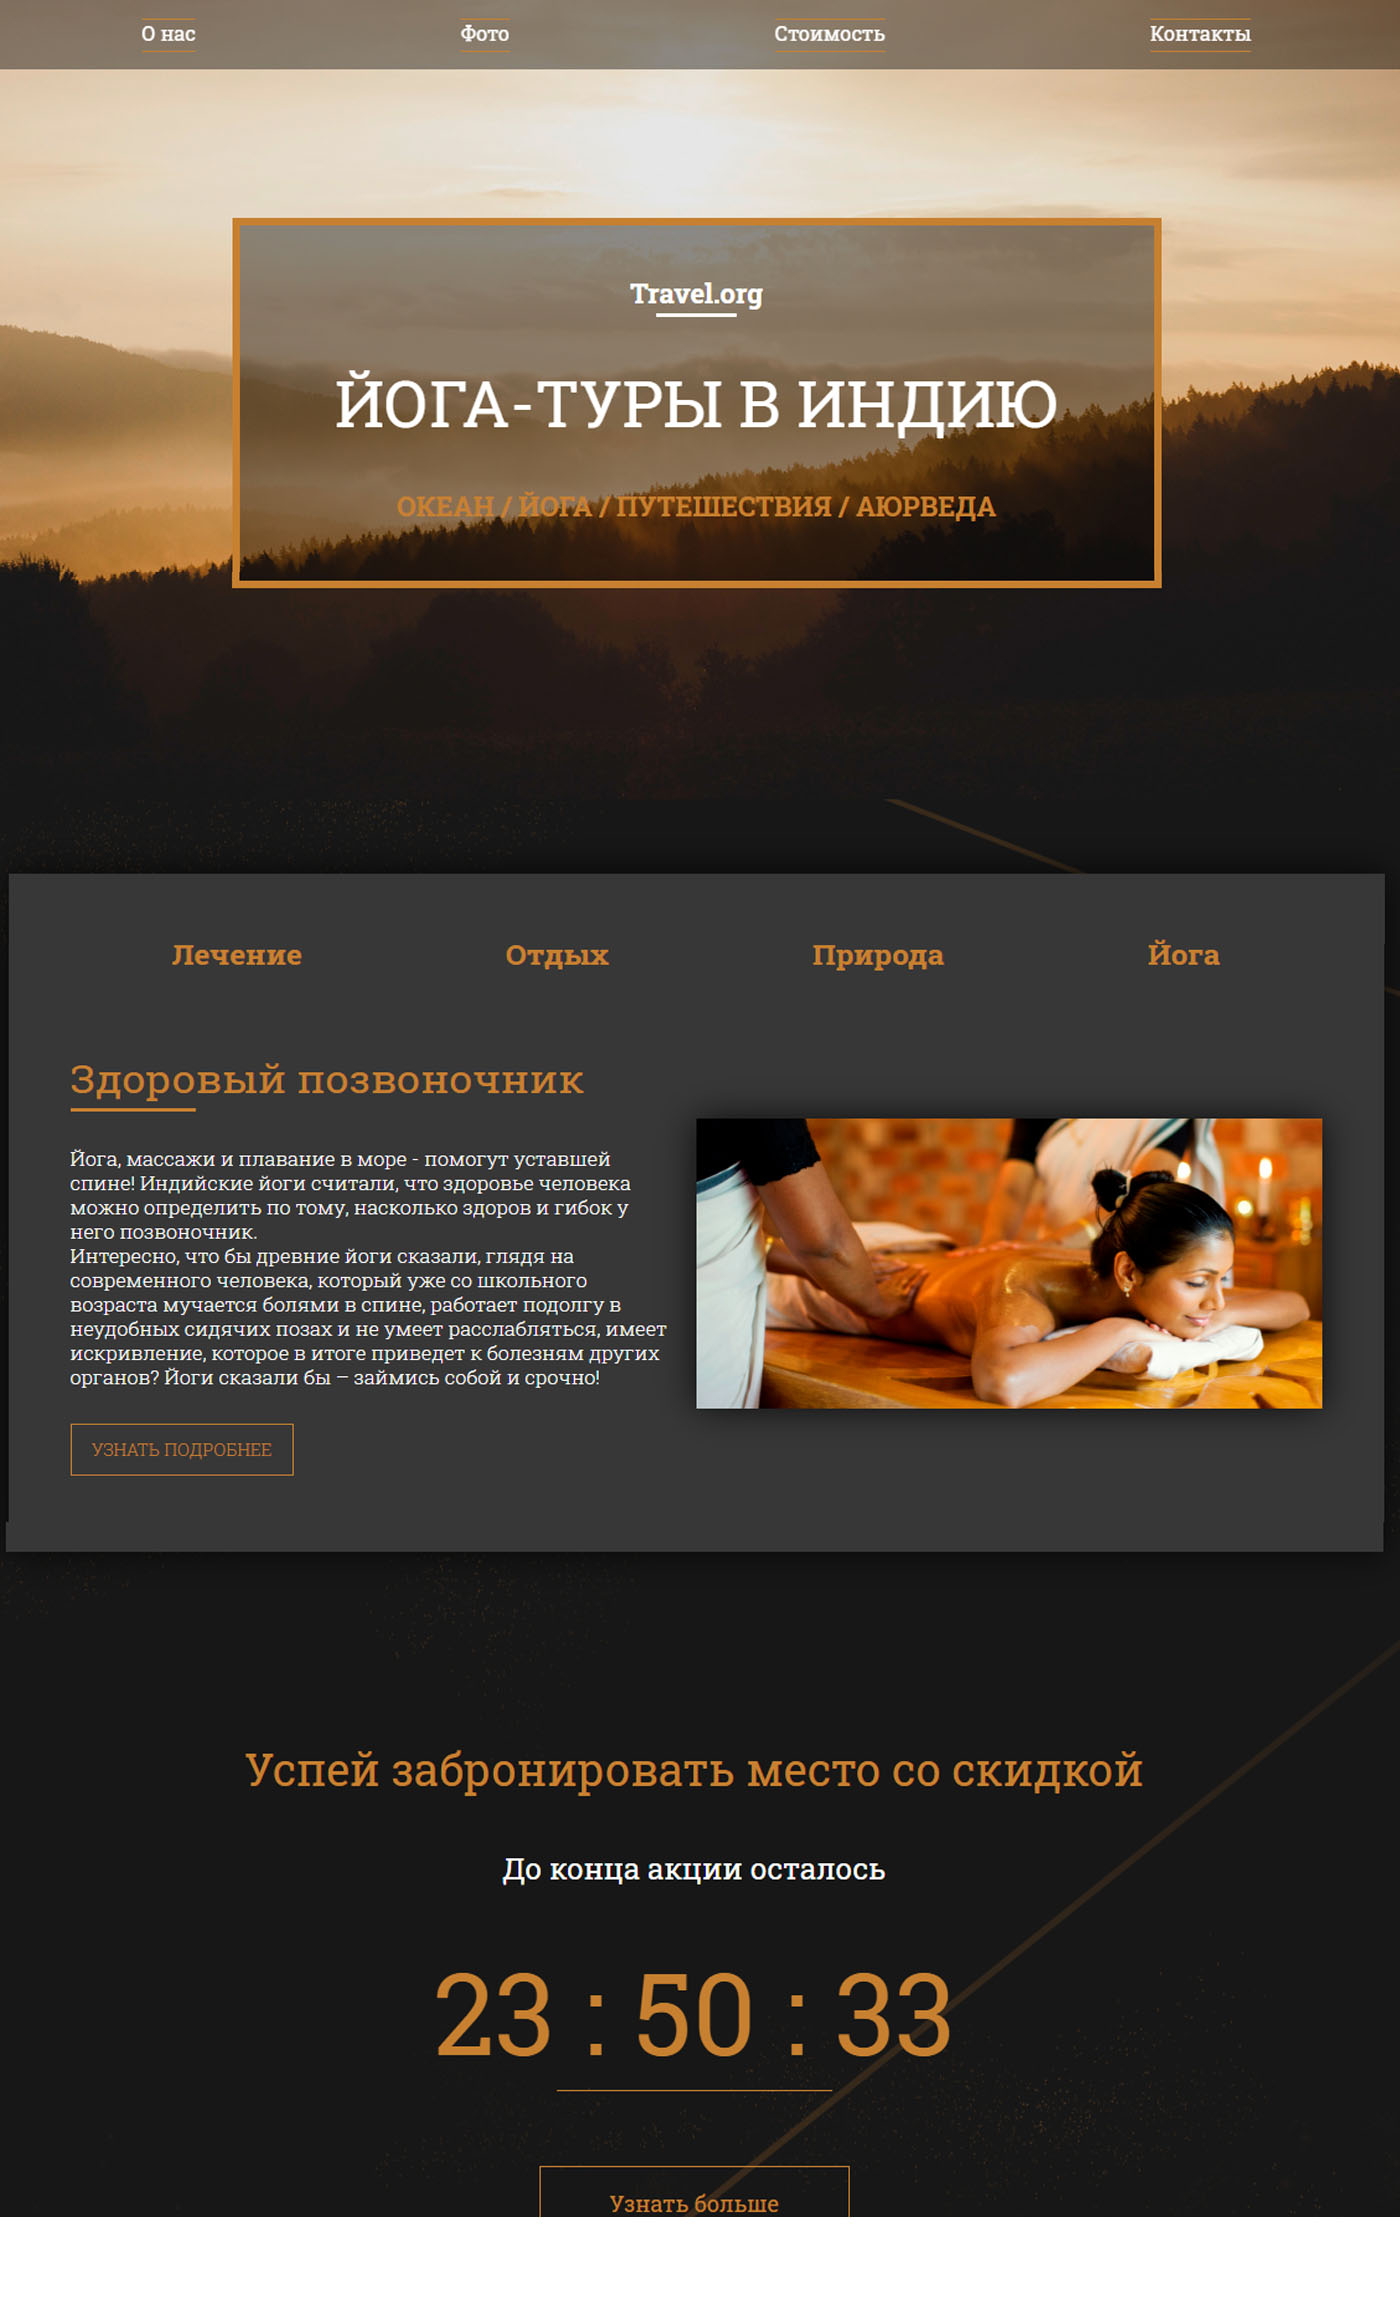 О нас
Фото
Стоимость
Контакты
Travel.org
ЙОГА-ТУРЫ В ИНДИЮ
ОКЕАН / ЙОГА / ПУТЕШЕСТВИЯ / АЮРВЕДА
Лечение
Отдых
Природа
Йога
Здоровый позвоночник
Йога, массажи и плавание в море - помогут уставшей
спине! Индийские йоги считали, что здоровье человека
можно определить по тому, насколько здоров и гибок у
него позвоночник.
Интересно, что бы древние йоги сказали, глядя на
современного человека, который уже со школьного
возраста мучается болями в спине, работает подолгу в
неудобных сидячих позах и не умеет расслабляться, имеет
искривление, которое в итоге приведет к болезням других
органов? Йоги сказали бы – займись собой и срочно!
УЗНАТЬ ПОДРОБНЕЕ
Успей забронировать место со скидкой
До конца акции осталось
23 : 50 : 33
Узнать больше